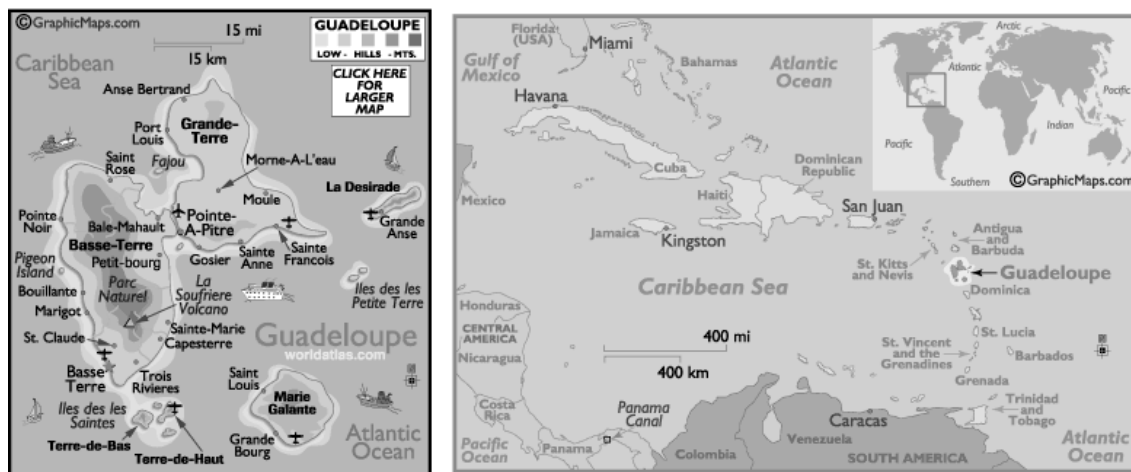 ©GraphicMaps.com
15 mi
15 km
GUADELOUPE
LOW - HILLS - MTS.
CLICK HERE
FOR
LARGER
MAP
Caribbean
Sea
Anse Bertrand
Grande-
Terre
Port
Louis
Saint
Rose
Fajou
Morne-A-L'eau
La Desirade
Moule
Grande
Anse
Pointe
Noir
Bale-Mahault
Pointe-
A-Pitre
Basse-Terre
Petit-bourg
Gosier
Sainte
Anne
Sainte
Francois
Pigeon
Island
Parc
Naturel
La
Soufriere
Volcano
Iles des les
Petite Terre
Bouillante
Marigot
St. Claude
Sainte-Marie
Capesterre
Guadeloupe
worldatlas.com
Basse
Terre
Trois
Rivieres
Saint
Louis
Marie
Galante
Iles des les
Saintes
Terre-de-Bas
Terre-de-Haut
Grande
Bourg
Atlantic
Ocean
Florida
(USA)
Miami
Gulf of
Mexico
Bahamas
Atlantic
Ocean
Havana
Cuba
Mexico
Dominican
Republic
Haiti
San Juan
Jamaica
Kingston
Antigua
and
Barbuda
St. Kitts
and Nevis
Guadeloupe
Dominica
Caribbean Sea
Honduras
CENTRAL
AMERICA
Nicaragua
400 mi
400 km
St. Lucia
St. Vincent
and the
Grenadines
Barbados
Grenada
Costa
Rica
Panama
Canal
Caracas
Trinidad
and
Tobago
Pacific
Ocean
Panama
Colombia
Venezuela
SOUTH AMERICA
Atlantic
Ocean
Arctic
Atlantic
Pacific
Indian
Pacific
Southern
©GraphicMaps.com